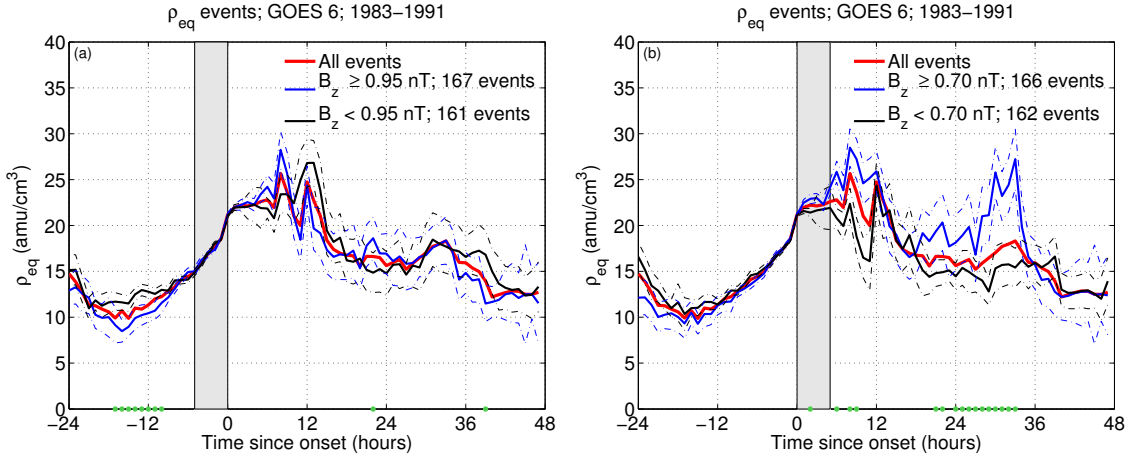 ρeq events; GOES 6; 1983−1991
(a)
All events
Bz ≥ 0.95 nT; 167 events
Bz < 0.95 nT; 161 events
40
35
30
25
20
15
10
5
0
ρeq (amu/cm3)
−24 −12 0 12 24 36 48
Time since onset (hours)
ρeq events; GOES 6; 1983−1991
(b)
All events
Bz ≥ 0.70 nT; 166 events
Bz < 0.70 nT; 162 events
40
35
30
25
20
15
10
5
0
ρeq (amu/cm3)
−24 −12 0 12 24 36 48
Time since onset (hours)